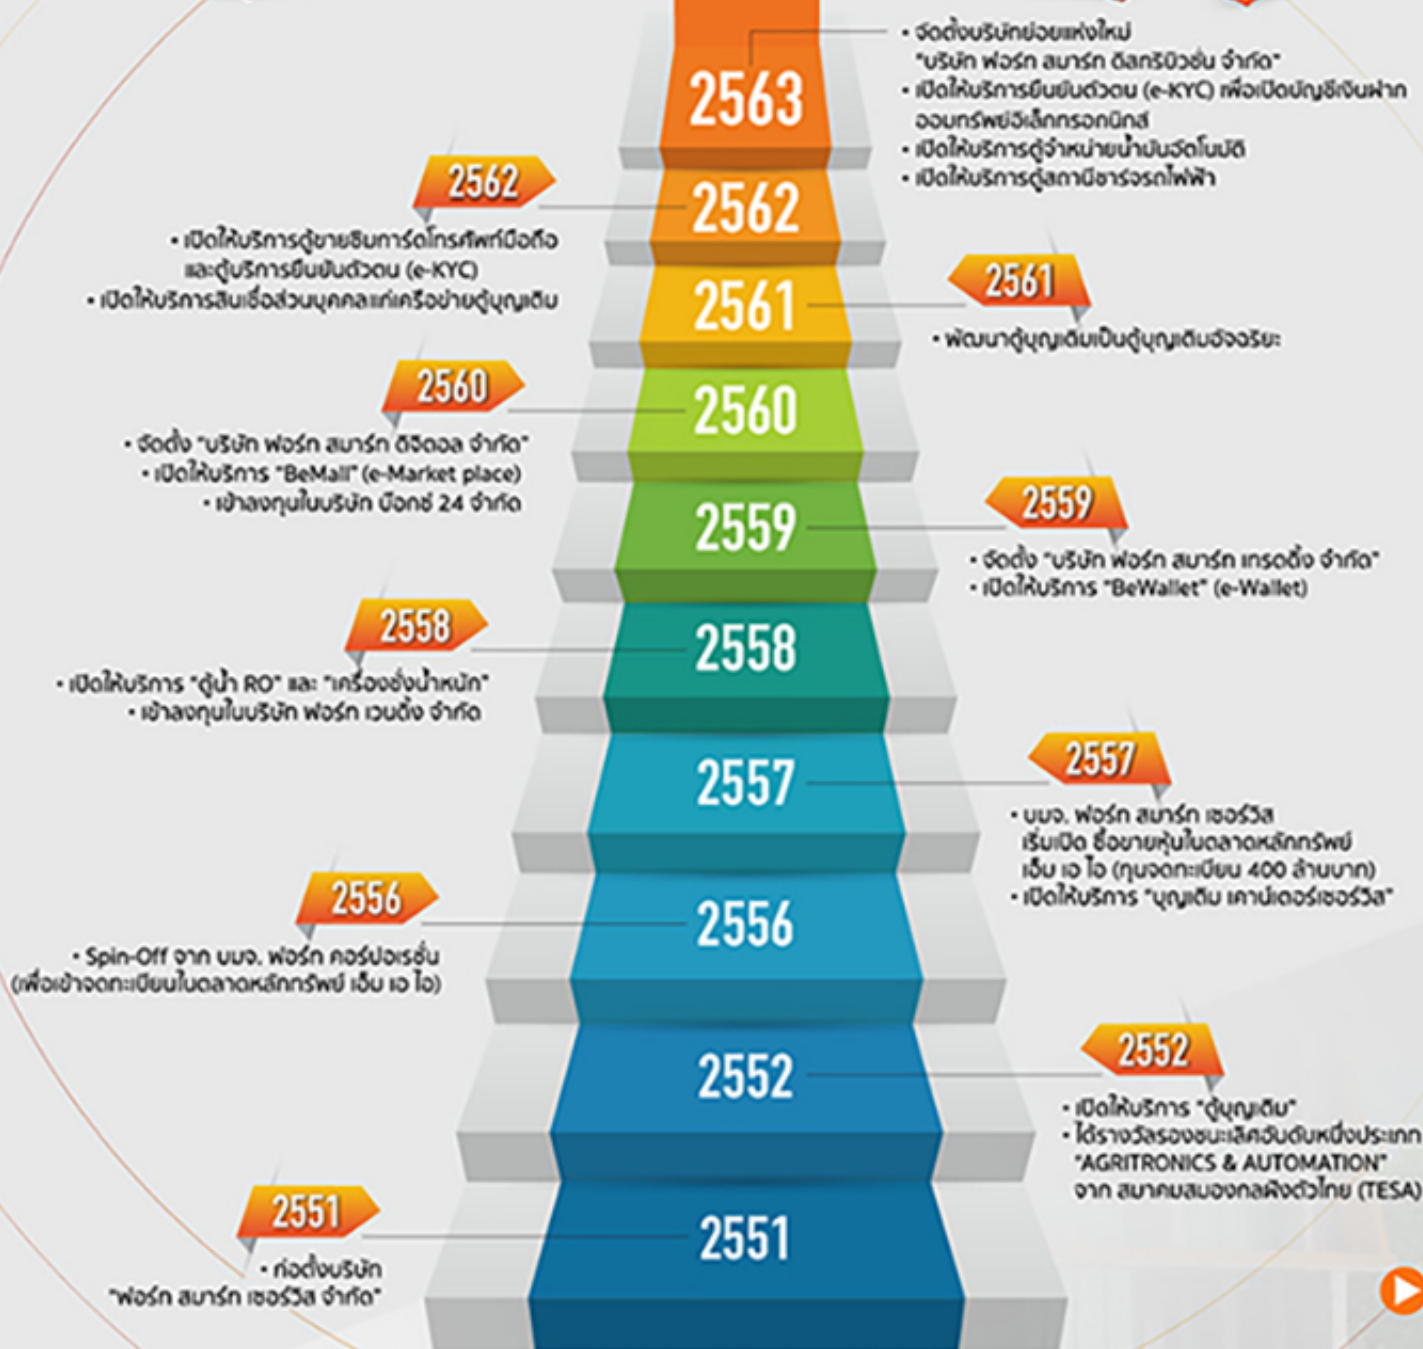 2563
• จัดตั้งบริษัทย่อยแห่งใหม่
"บริษัท ฟอร์ท สมาร์ท ดิสทริบิวชั่น จำกัด"
• เปิดให้บริการยืนยันตัวตน (e-KYC) เพื่อเปิดบัญชีเงินฝาก
ออมทรัพย์อิเล็กทรอกนิกส์
• เปิดให้บริการตู้จำหน่ายน้ำมันอัตโนมัติ
• เปิดให้บริการตู้สถานีชาร์จรถไฟฟ้า
2562
2562
• เปิดให้บริการตู้ขายซิมการ์ดโทรศัพท์มือถือ
และตู้บริการยืนยันตัวตน (e-KYC)
• เปิดให้บริการสินเชื่อส่วนบุคคลแก่เครือข่ายตู้บุญเติม
2561
2561
• พัฒนาตู้บุญเติมเป็นตู้บุญเติมอัจฉริยะ
2560
2560
• จัดตั้ง "บริษัท ฟอร์ท สมาร์ท ดิจิตอล จำกัด"
• เปิดให้บริการ "BeMall" (e-Market place)
• เข้าลงทุนในบริษัท บ๊อกซ์ 24 จำกัด
2559
2559
• จัดตั้ง "บริษัท ฟอร์ท สมาร์ท เทรดดิ้ง จำกัด"
• เปิดให้บริการ "BeWallet" (e-Wallet)
2558
2558
• เปิดให้บริการ "ตู้น้ำ RO" และ "เครื่องชั่งน้ำหนัก"
• เข้าลงทุนในบริษัท ฟอร์ท เวนดิ้ง จำกัด
2557
2557
• บมจ. ฟอร์ท สมาร์ท เซอร์วิส
เริ่มเปิด ซื้อขายหุ้นในตลาดหลักทรัพย์
เอ็ม เอ ไอ (ทุนจดทะเบียน 400 ล้านบาท)
• เปิดให้บริการ "บุญเติม เคาน์เตอร์เซอร์วิส"
2556
2556
• Spin-Off จาก บมจ. ฟอร์ท คอร์ปอเรชั่น
(เพื่อเข้าจดทะเบียนในตลาดหลักทรัพย์ เอ็ม เอ ไอ)
2552
2552
• เปิดให้บริการ "ตู้บุญเติม"
• ได้รางวัลรองชนะเลิศอันดับหนึ่งประเภท
"AGRITRONICS & AUTOMATION"
จาก สมาคมสมองกลฝังตัวไทย (TESA)
2551
2551
• ก่อตั้งบริษัท
"ฟอร์ท สมาร์ท เซอร์วิส จำกัด"